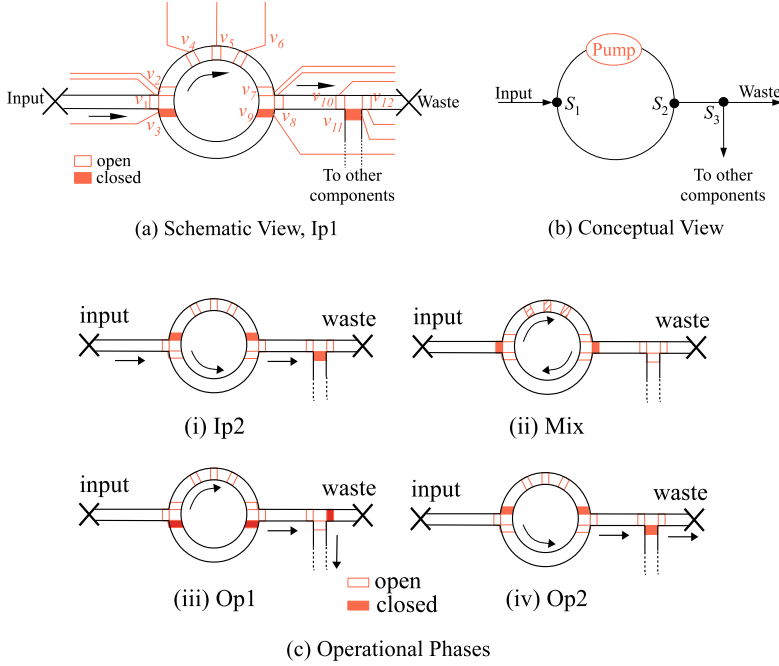 v4 v5 v6
Input
v2
v1
v3
v7
v9
v8
v10
v11
v12
Waste
open
closed
To other
components
(a) Schematic View, Ip1
Pump
Input
S1
S2
S3
Waste
To other
components
(b) Conceptual View
input
waste
(i) Ip2
input
waste
(ii) Mix
input
waste
(iii) Op1
input
waste
(iv) Op2
open
closed
(c) Operational Phases